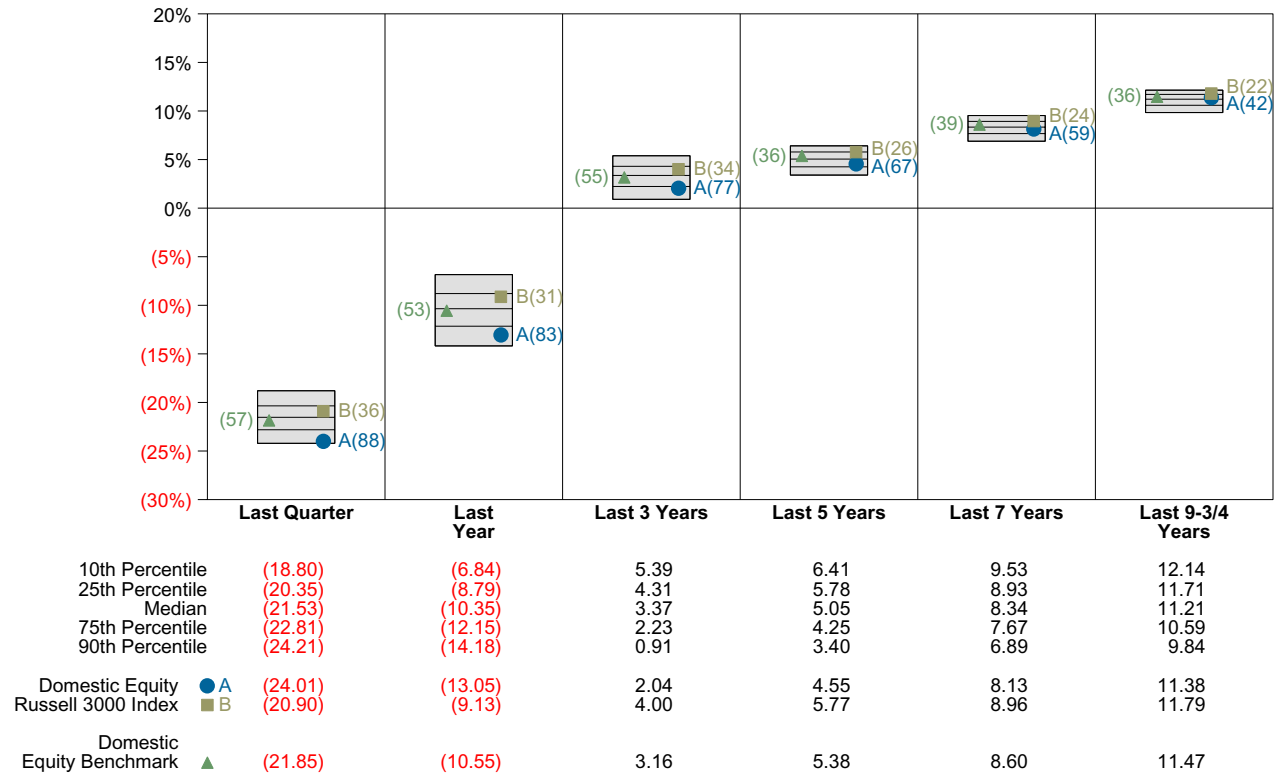 20%
15%
10%
5%
0%
(5%)
(10%)
(15%)
(20%)
(25%)
(30%)
(57) B(36) A(88)
(53) B(31) A(83)
(55) B(34) A(77)
(36) B(26) A(67)
(39) B(24) A(59)
(36) B(22) A(42)
Last Quarter Last Year Last 3 Years Last 5 Years Last 7 Years Last 9-3/4 Years
10th Percentile (18.80) (6.84) 5.39 6.41 9.53 12.14
25th Percentile (20.35) (8.79) 4.31 5.78 8.93 11.71
Median (21.53) (10.35) 3.37 5.05 8.34 11.21
75th Percentile (22.81) (12.15) 2.23 4.25 7.67 10.59
90th Percentile (24.21) (14.18) 0.91 3.40 6.89 9.84
Domestic Equity A (24.01) (13.05) 2.04 4.55 8.13 11.38
Russell 3000 Index B (20.90) (9.13) 4.00 5.77 8.96 11.79
Domestic
Equity Benchmark (21.85) (10.55) 3.16 5.38 8.60 11.47